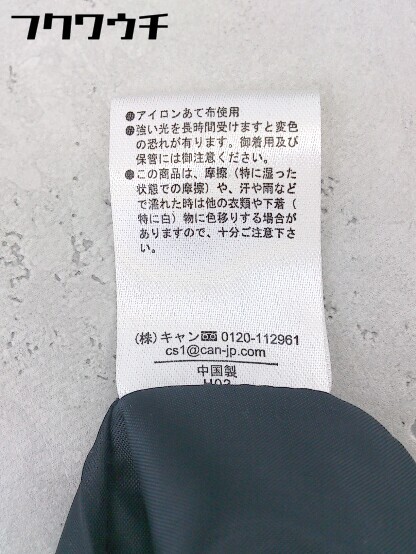 フクワウチ
●アイロンあて布使用
●強い光を長時間受けますと変色
の恐れが有ります。御着用及び
保管には御注意ください。
●この商品は、摩擦（特に湿った
状態での摩擦）や、汗や雨など
で濡れた時は他の衣類や下着（
特に白）物に色移りする場合が
ありますので、十分ご注意下さ
い。
(株)キャン 0120-112961
cs1@can-jp.com
中国製
H02